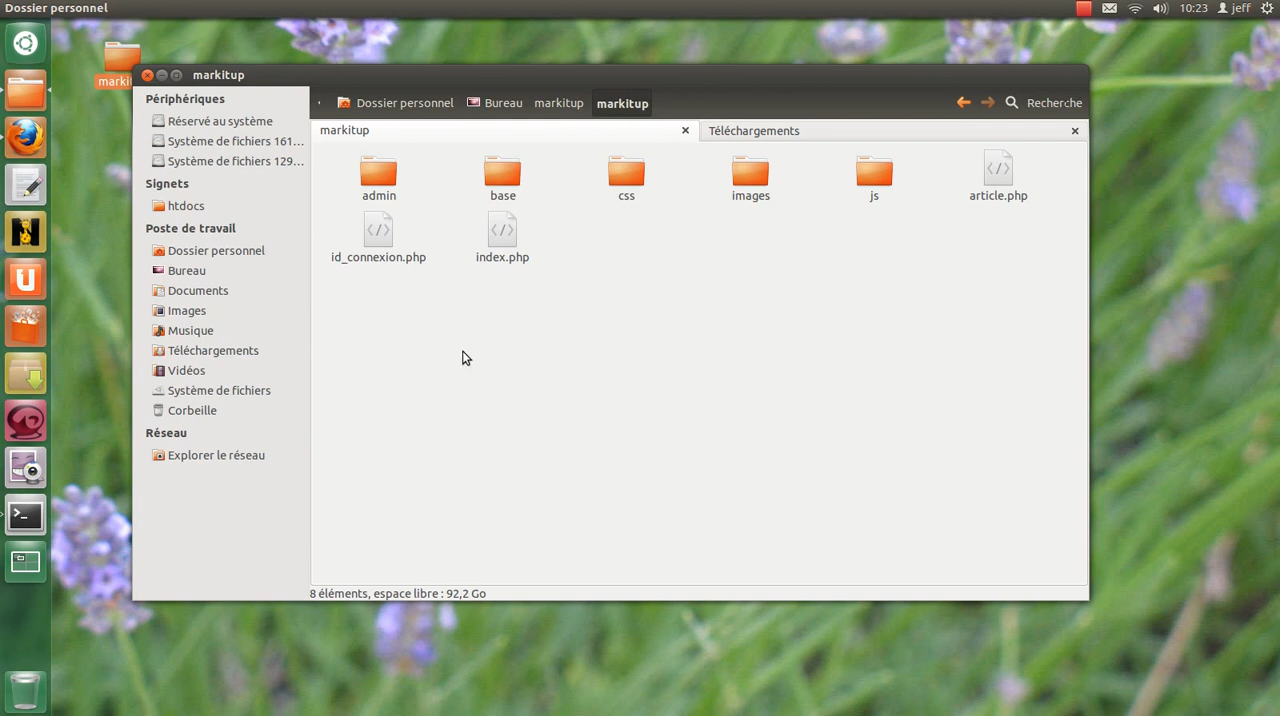 Dossier personnel
10:23
jeff
markitup
Périphériques
Réservé au système
Système de fichiers 161...
Système de fichiers 129...
Signets
htdocs
Poste de travail
Dossier personnel
Bureau
Documents
Images
Musique
Téléchargements
Vidéos
Système de fichiers
Corbeille
Réseau
Explorer le réseau
Dossier personnel
Bureau
markitup
markitup
Recherche
markitup
Téléchargements
admin
base
css
images
js
article.php
id_connexion.php
index.php
8 éléments, espace libre : 92,2 Go